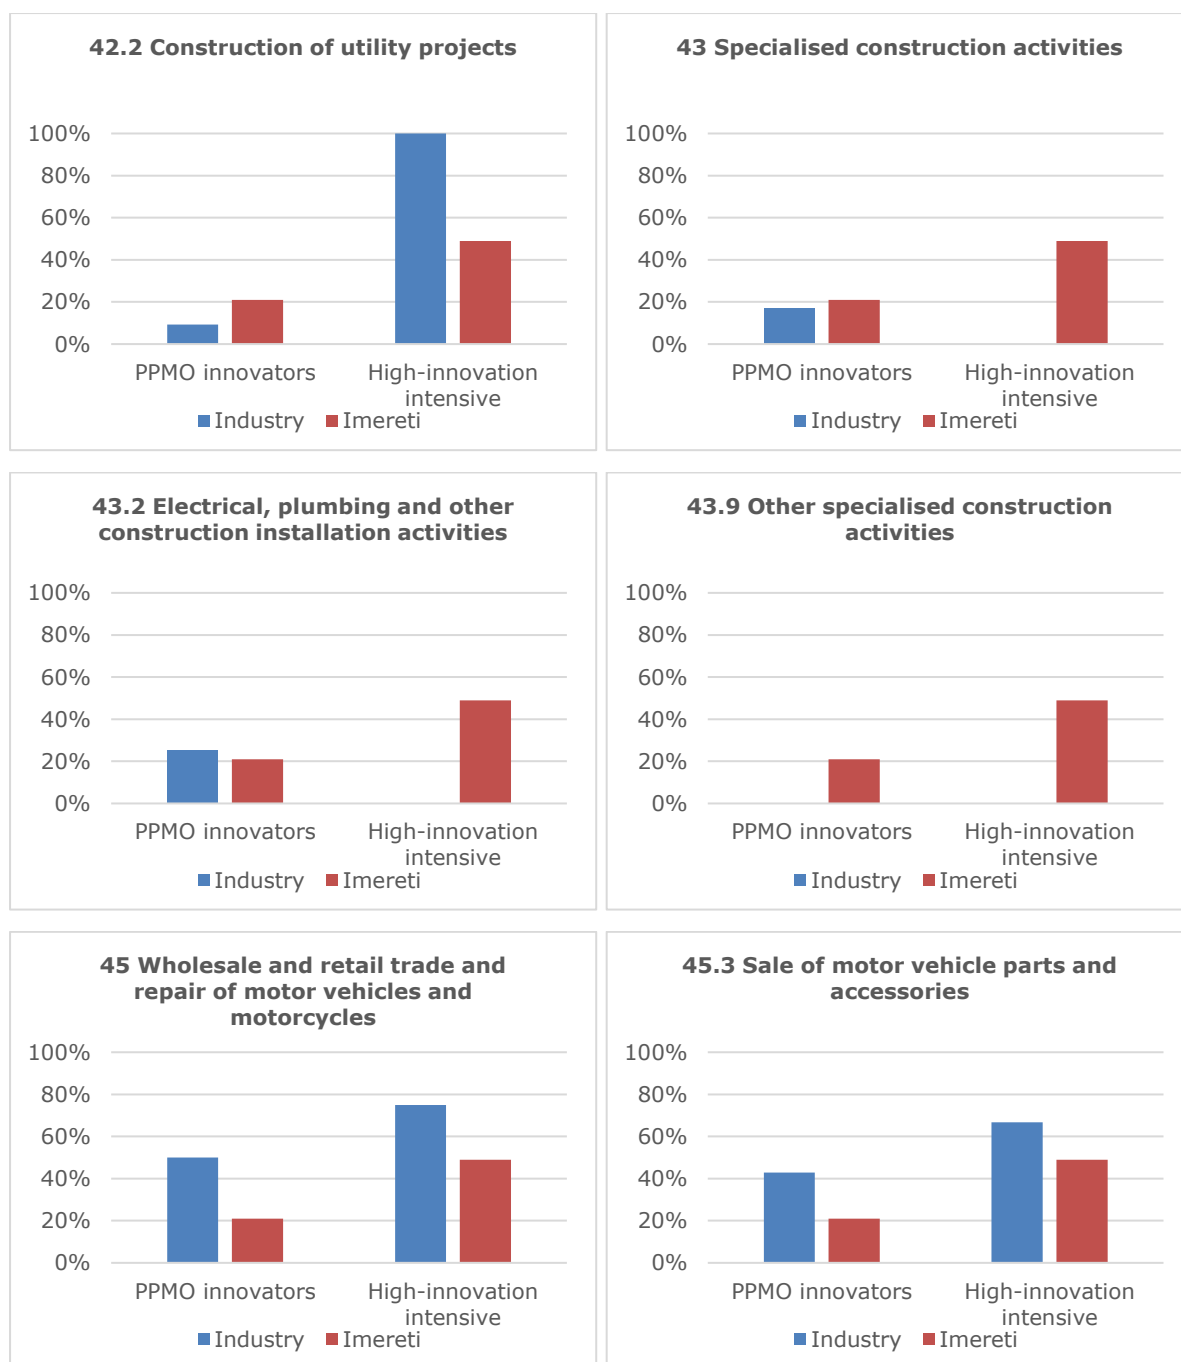 42.2 Construction of utility projects
100%
80%
60%
40%
20%
0%
PPMO innovators
High-innovation
intensive
Industry Imereti
43 Specialised construction activities
100%
80%
60%
40%
20%
0%
PPMO innovators
High-innovation
intensive
Industry Imereti
43.2 Electrical, plumbing and other
construction installation activities
100%
80%
60%
40%
20%
0%
PPMO innovators
High-innovation
intensive
Industry Imereti
43.9 Other specialised construction
activities
100%
80%
60%
40%
20%
0%
PPMO innovators
High-innovation
intensive
Industry Imereti
45 Wholesale and retail trade and
repair of motor vehicles and
motorcycles
100%
80%
60%
40%
20%
0%
PPMO innovators
High-innovation
intensive
Industry Imereti
45.3 Sale of motor vehicle parts and
accessories
100%
80%
60%
40%
20%
0%
PPMO innovators
High-innovation
intensive
Industry Imereti